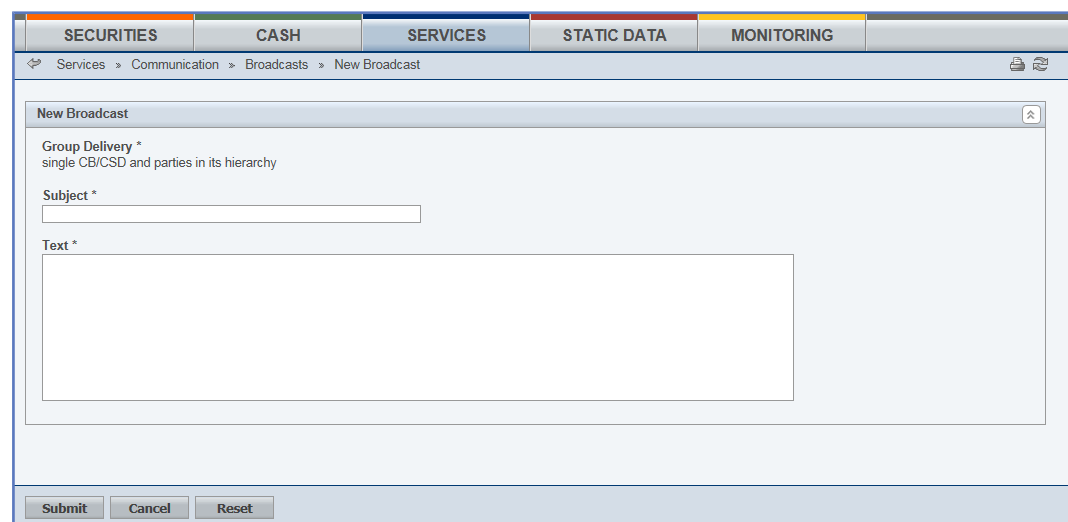 SECURITIES CASH SERVICES STATIC DATA MONITORING
Services » Communication » Broadcasts » New Broadcast
New Broadcast
Group Delivery *
single CB/CSD and parties in its hierarchy
Subject *
Text *
Submit Cancel Reset